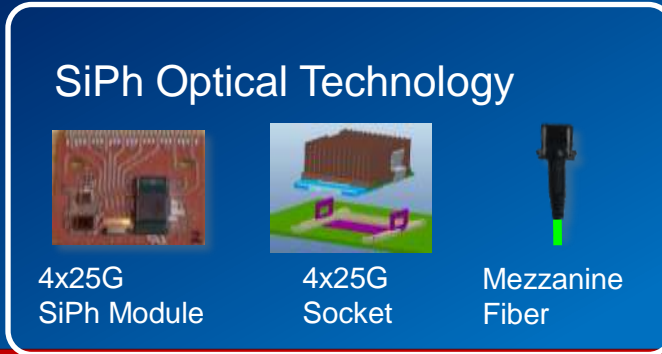 SiPh Optical Technology
4x25G
SiPh Module
4x25G
Socket
Mezzanine
Fiber